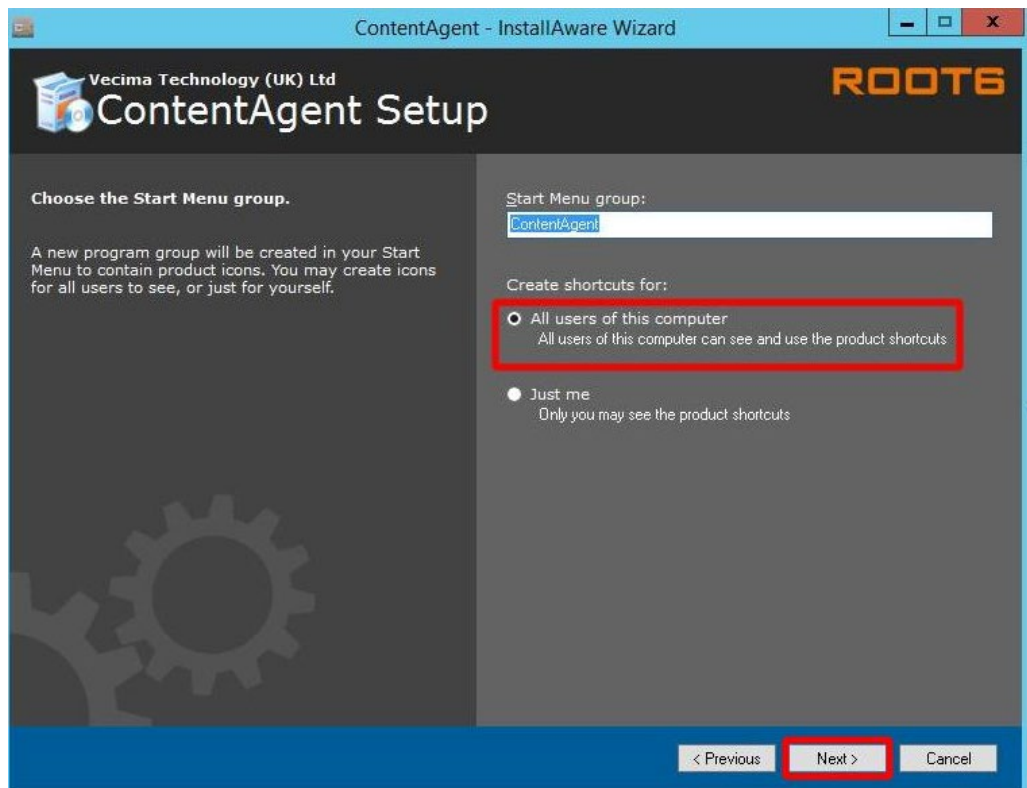 ContentAgent - InstallAware Wizard
Vecima Technology (UK) Ltd
ContentAgent Setup
ROOT6
Choose the Start Menu group.
A new program group will be created in your Start
Menu to contain product icons. You may create icons
for all users to see, or just for yourself.
Start Menu group:
ContentAgent
Create shortcuts for:
All users of this computer
All users of this computer can see and use the product shortcuts
Just me
Only you may see the product shortcuts
< Previous
Next >
Cancel